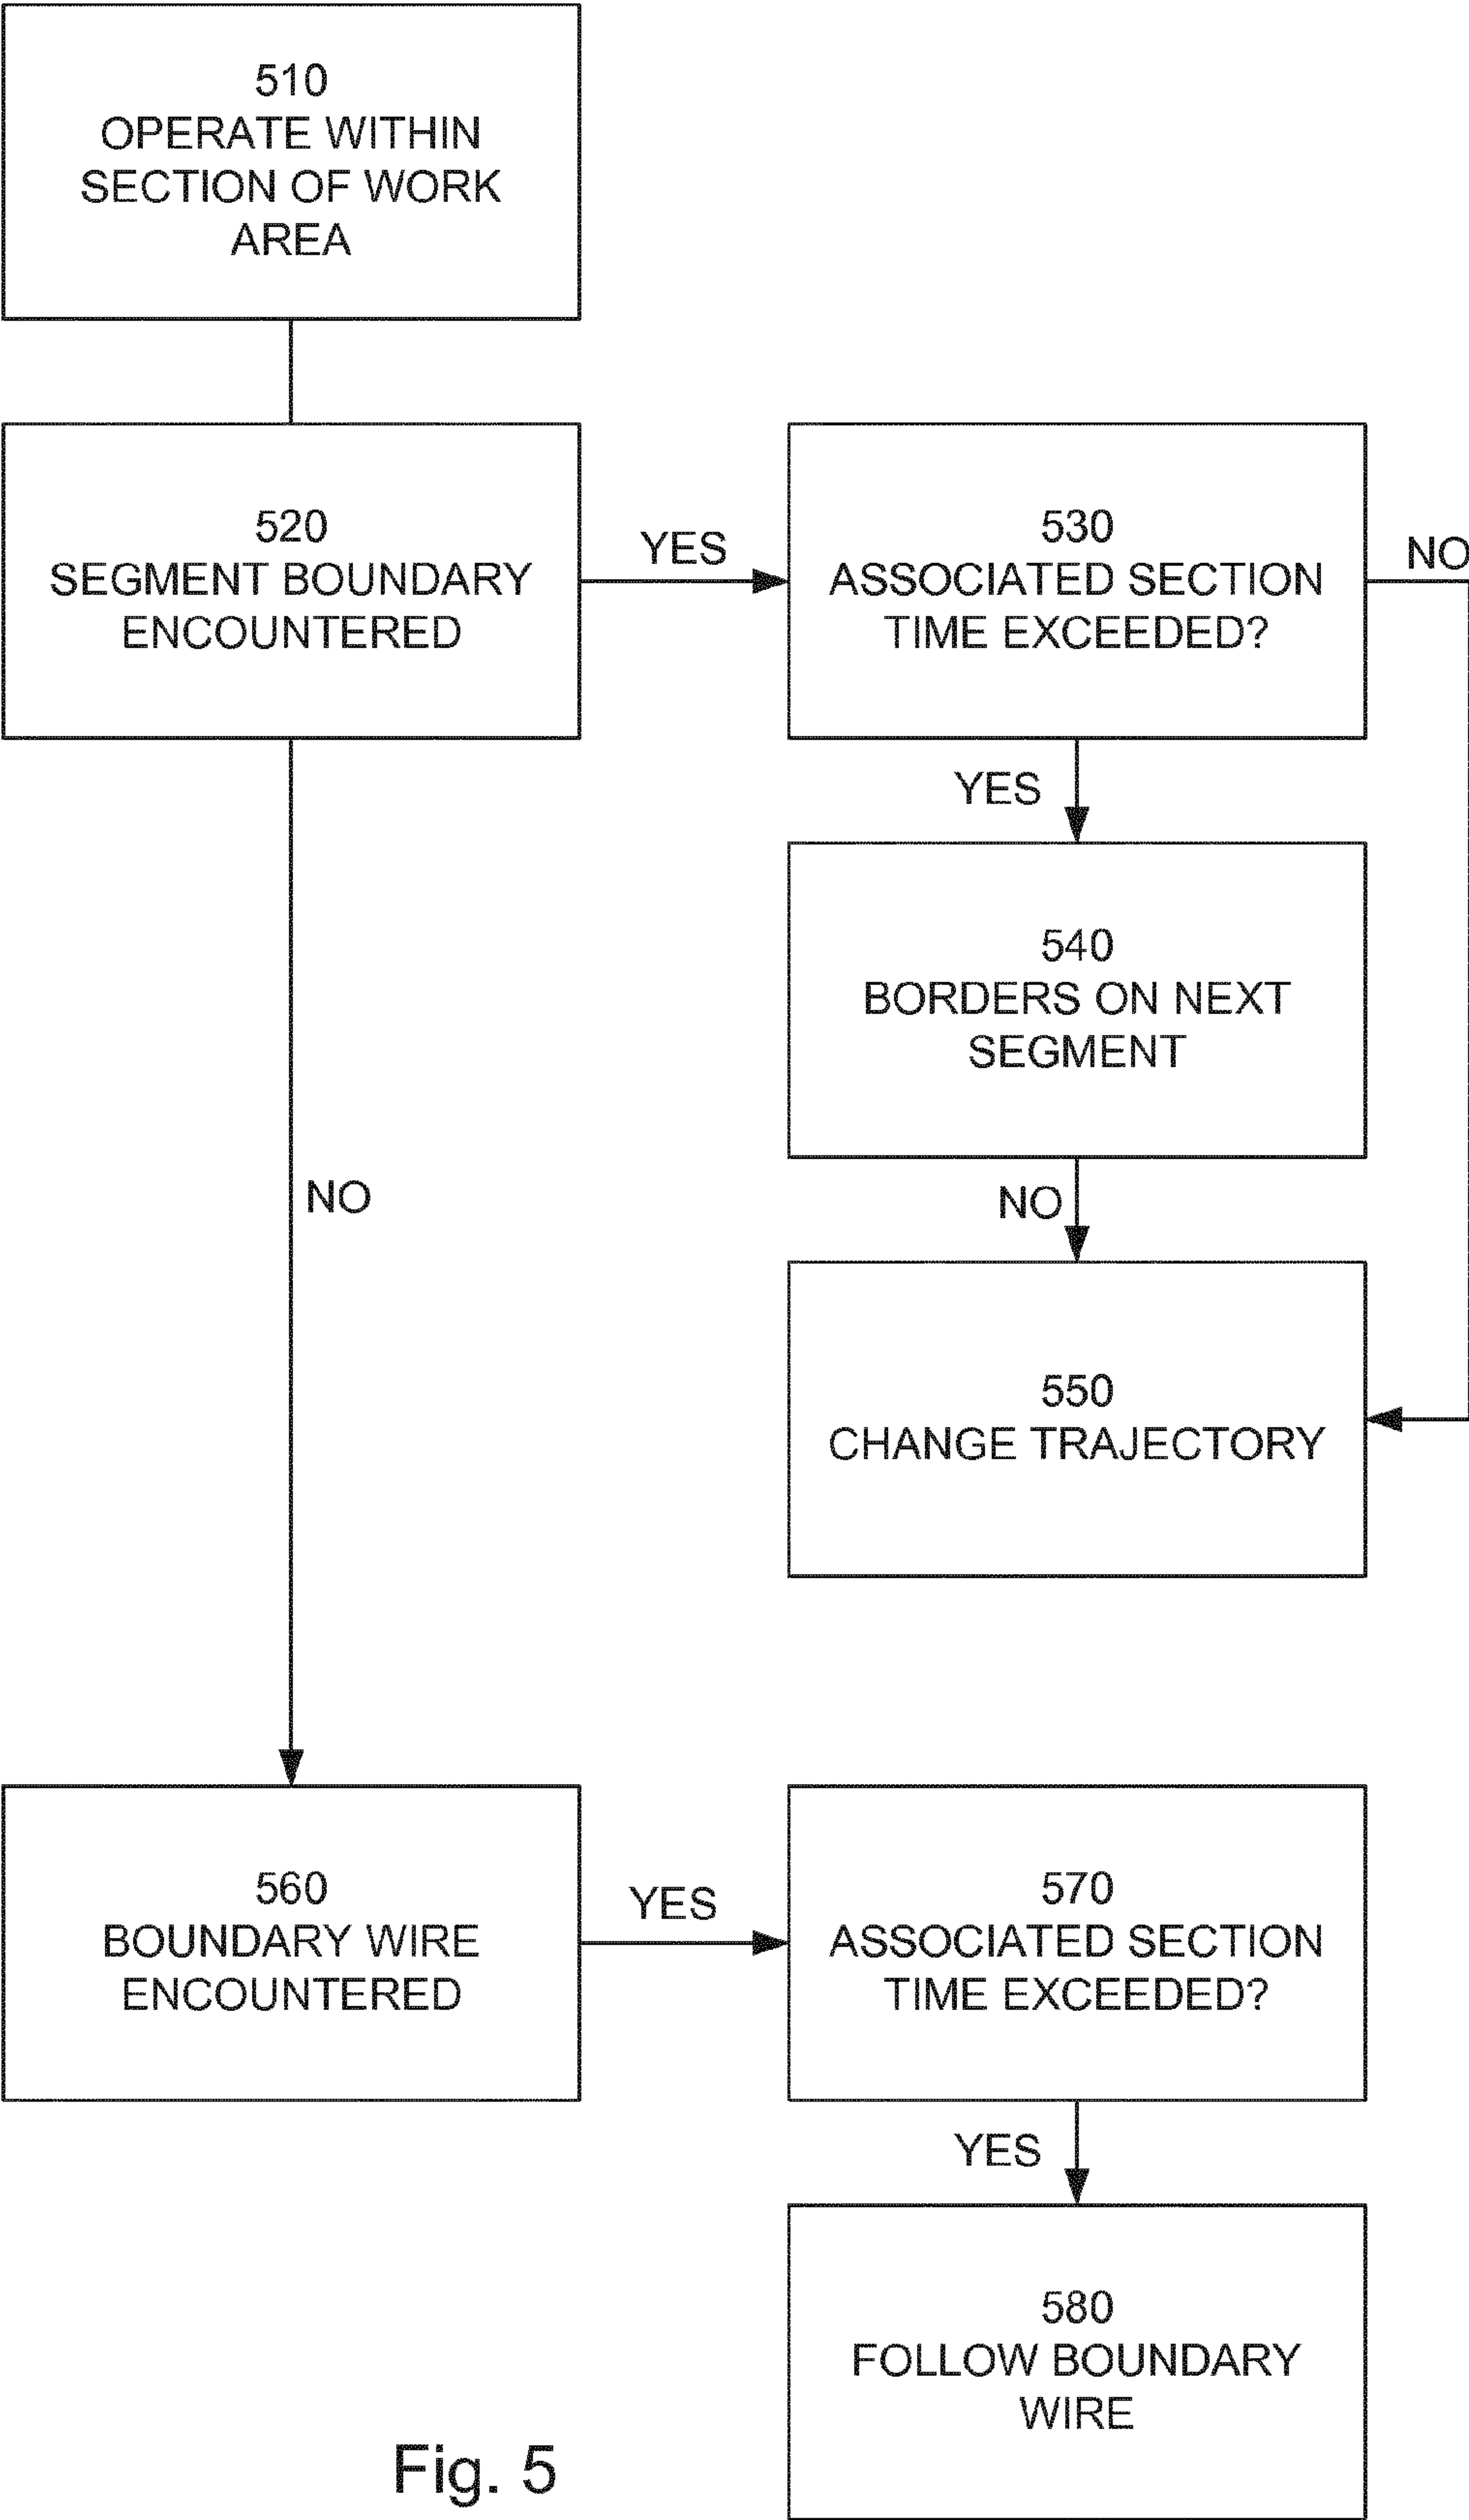 510
OPERATE WITHIN
SECTION OF WORK
AREA
520
SEGMENT BOUNDARY
ENCOUNTERED
YES
530
ASSOCIATED SECTION
TIME EXCEEDED?
NO
YES
540
BORDERS ON NEXT
SEGMENT
NO
NO
550
CHANGE TRAJECTORY
560
BOUNDARY WIRE
ENCOUNTERED
YES
570
ASSOCIATED SECTION
TIME EXCEEDED?
YES
580
FOLLOW BOUNDARY
WIRE
Fig. 5